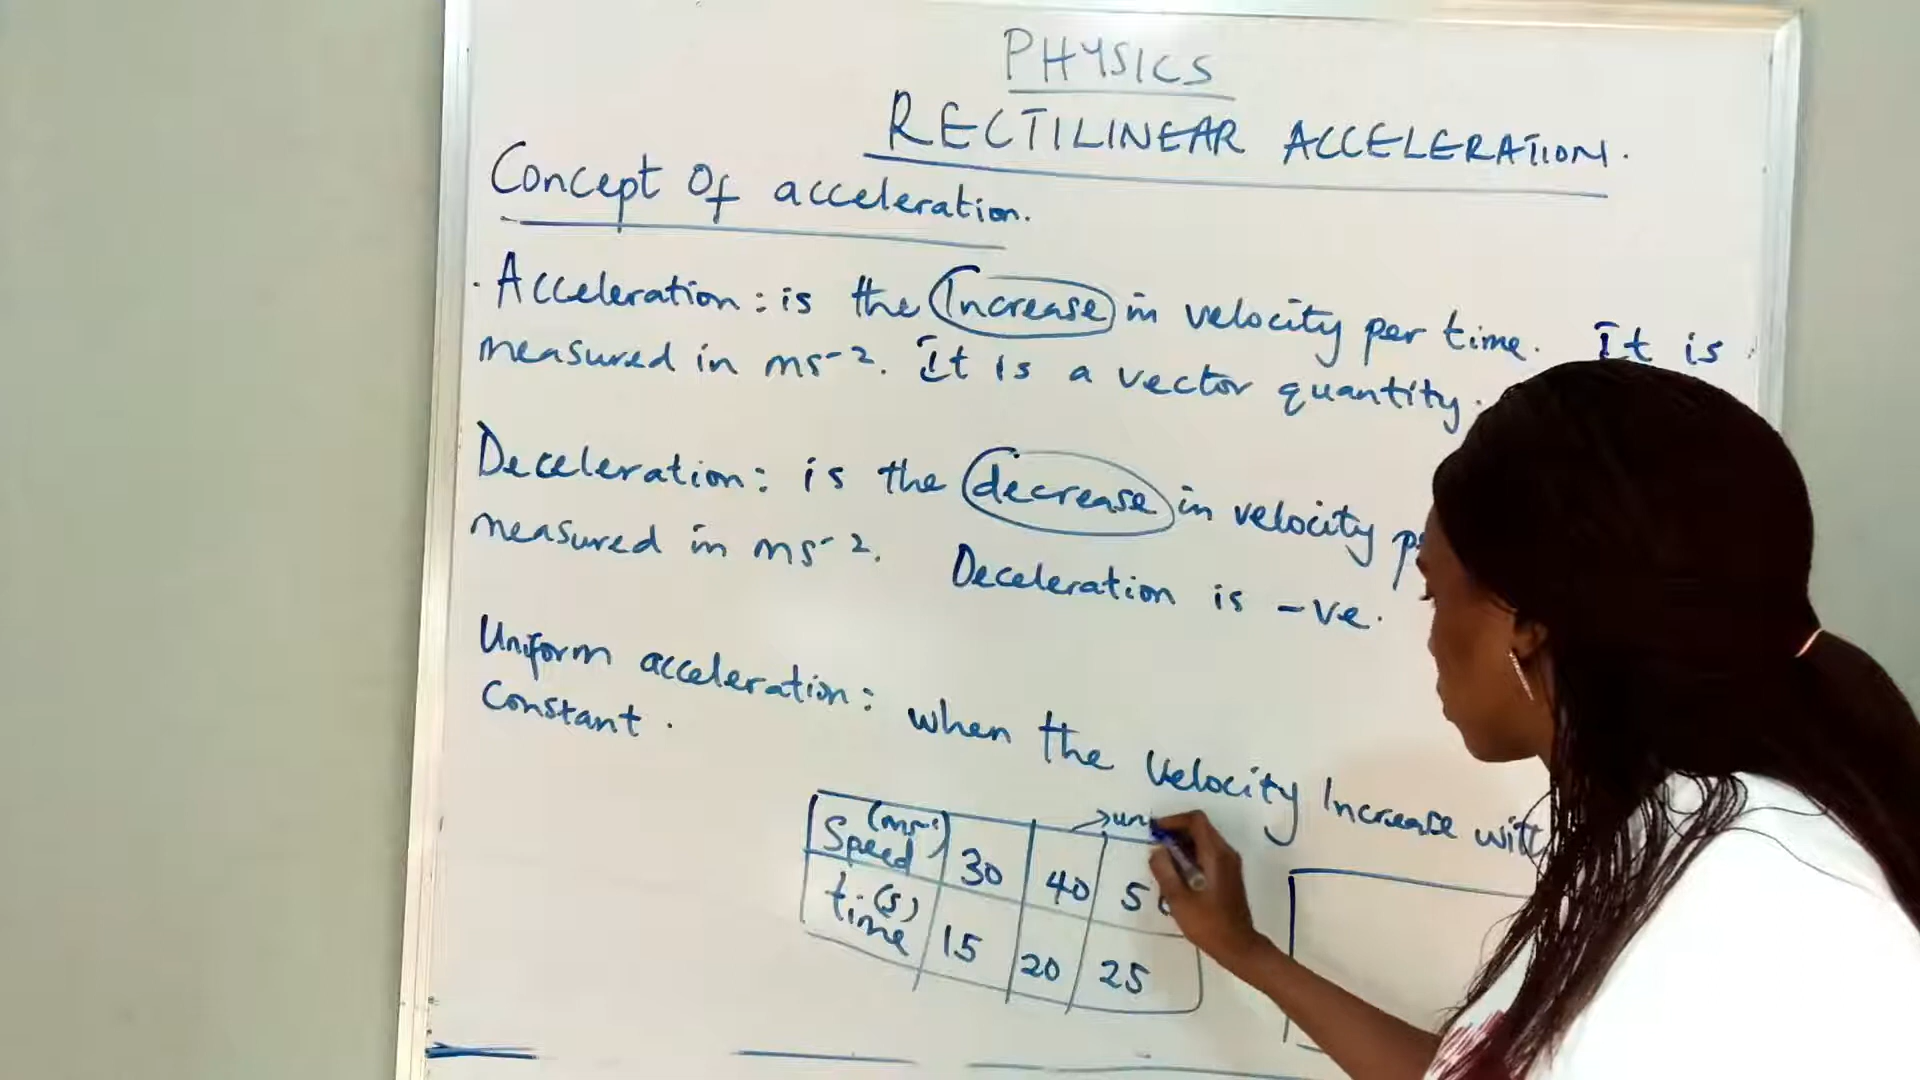 PHYSICS
RECTILINEAR ACCELERATION.
Concept Of acceleration.
· Acceleration: is the Increase in velocity per time. It is
measured in ms⁻². It is a vector quantity.
Deceleration: is the decrease in velocity
measured in ms⁻². Deceleration is -ve.
Uniform acceleration: when the velocity Increase
Constant.
→
Speed (ms⁻¹) 30 40
time (s) 15 20 25